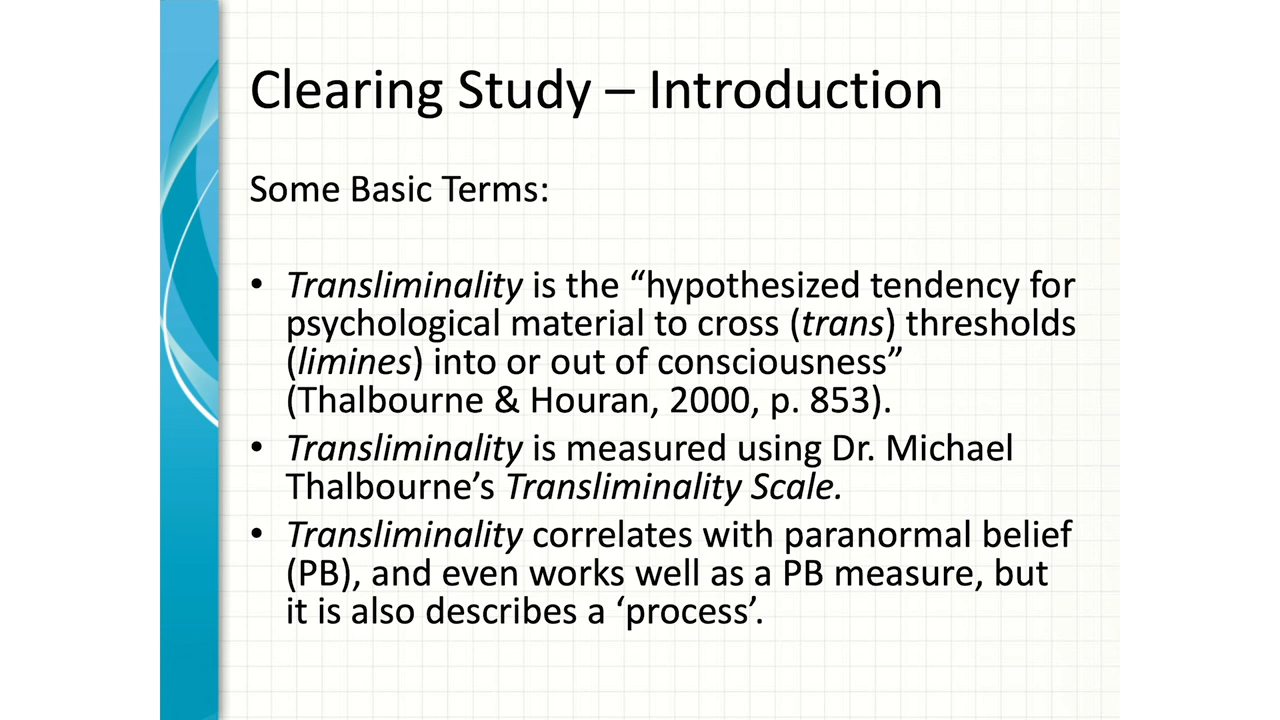 Clearing Study – Introduction
Some Basic Terms:
• Transliminality is the “hypothesized tendency for
psychological material to cross (trans) thresholds
(limines) into or out of consciousness”
(Thalbourne & Houran, 2000, p. 853).
• Transliminality is measured using Dr. Michael
Thalbourne’s Transliminality Scale.
• Transliminality correlates with paranormal belief
(PB), and even works well as a PB measure, but
it is also describes a ‘process’.